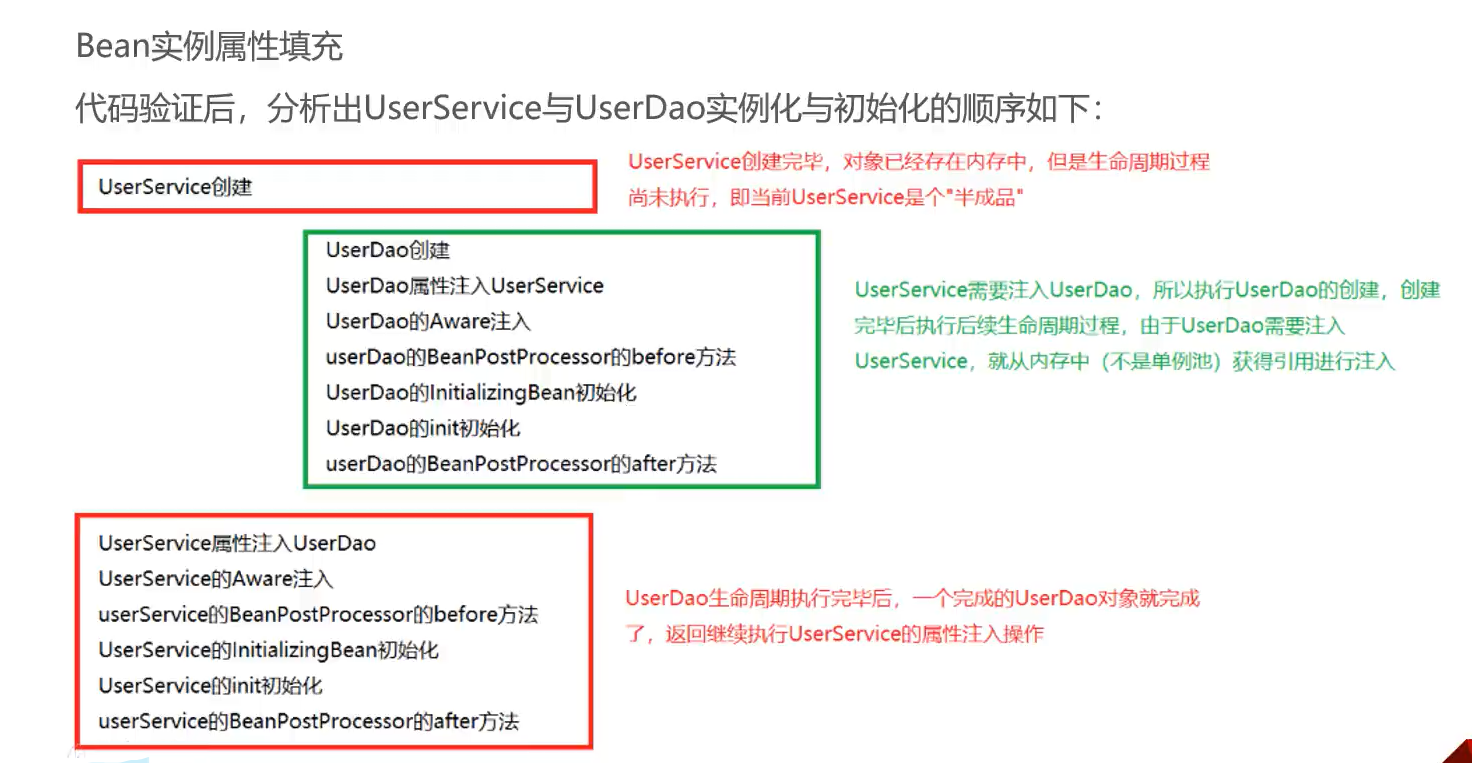 Bean实例属性填充
代码验证后，分析出UserService与UserDao实例化与初始化的顺序如下：
UserService创建
UserService创建完毕，对象已经存在内存中，但是生命周期过程
尚未执行，即当前UserService是个"半成品"
UserDao创建
UserDao属性注入UserService
UserDao的Aware注入
userDao的BeanPostProcessor的before方法
UserDao的InitializingBean初始化
UserDao的init初始化
userDao的BeanPostProcessor的after方法
UserService需要注入UserDao，所以执行UserDao的创建，创建
完毕后执行后续生命周期过程，由于UserDao需要注入
UserService，就从内存中（不是单例池）获得引用进行注入
UserService属性注入UserDao
UserService的Aware注入
userService的BeanPostProcessor的before方法
UserService的InitializingBean初始化
UserService的init初始化
userService的BeanPostProcessor的after方法
UserDao生命周期执行完毕后，一个完成的UserDao对象就完成
了，返回继续执行UserService的属性注入操作